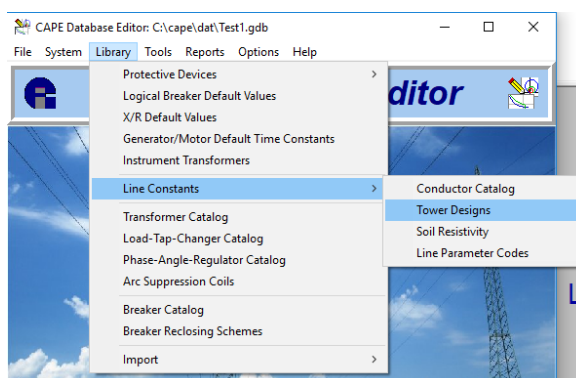 CAPE Database Editor: C:\cape\dat\Test1.gdb
File System Library Tools Reports Options Help
ditor
Protective Devices
Logical Breaker Default Values
X/R Default Values
Generator/Motor Default Time Constants
Instrument Transformers
Line Constants
Conductor Catalog
Tower Designs
Soil Resistivity
Line Parameter Codes
Transformer Catalog
Load-Tap-Changer Catalog
Phase-Angle-Regulator Catalog
Arc Suppression Coils
Breaker Catalog
Breaker Reclosing Schemes
Import
L